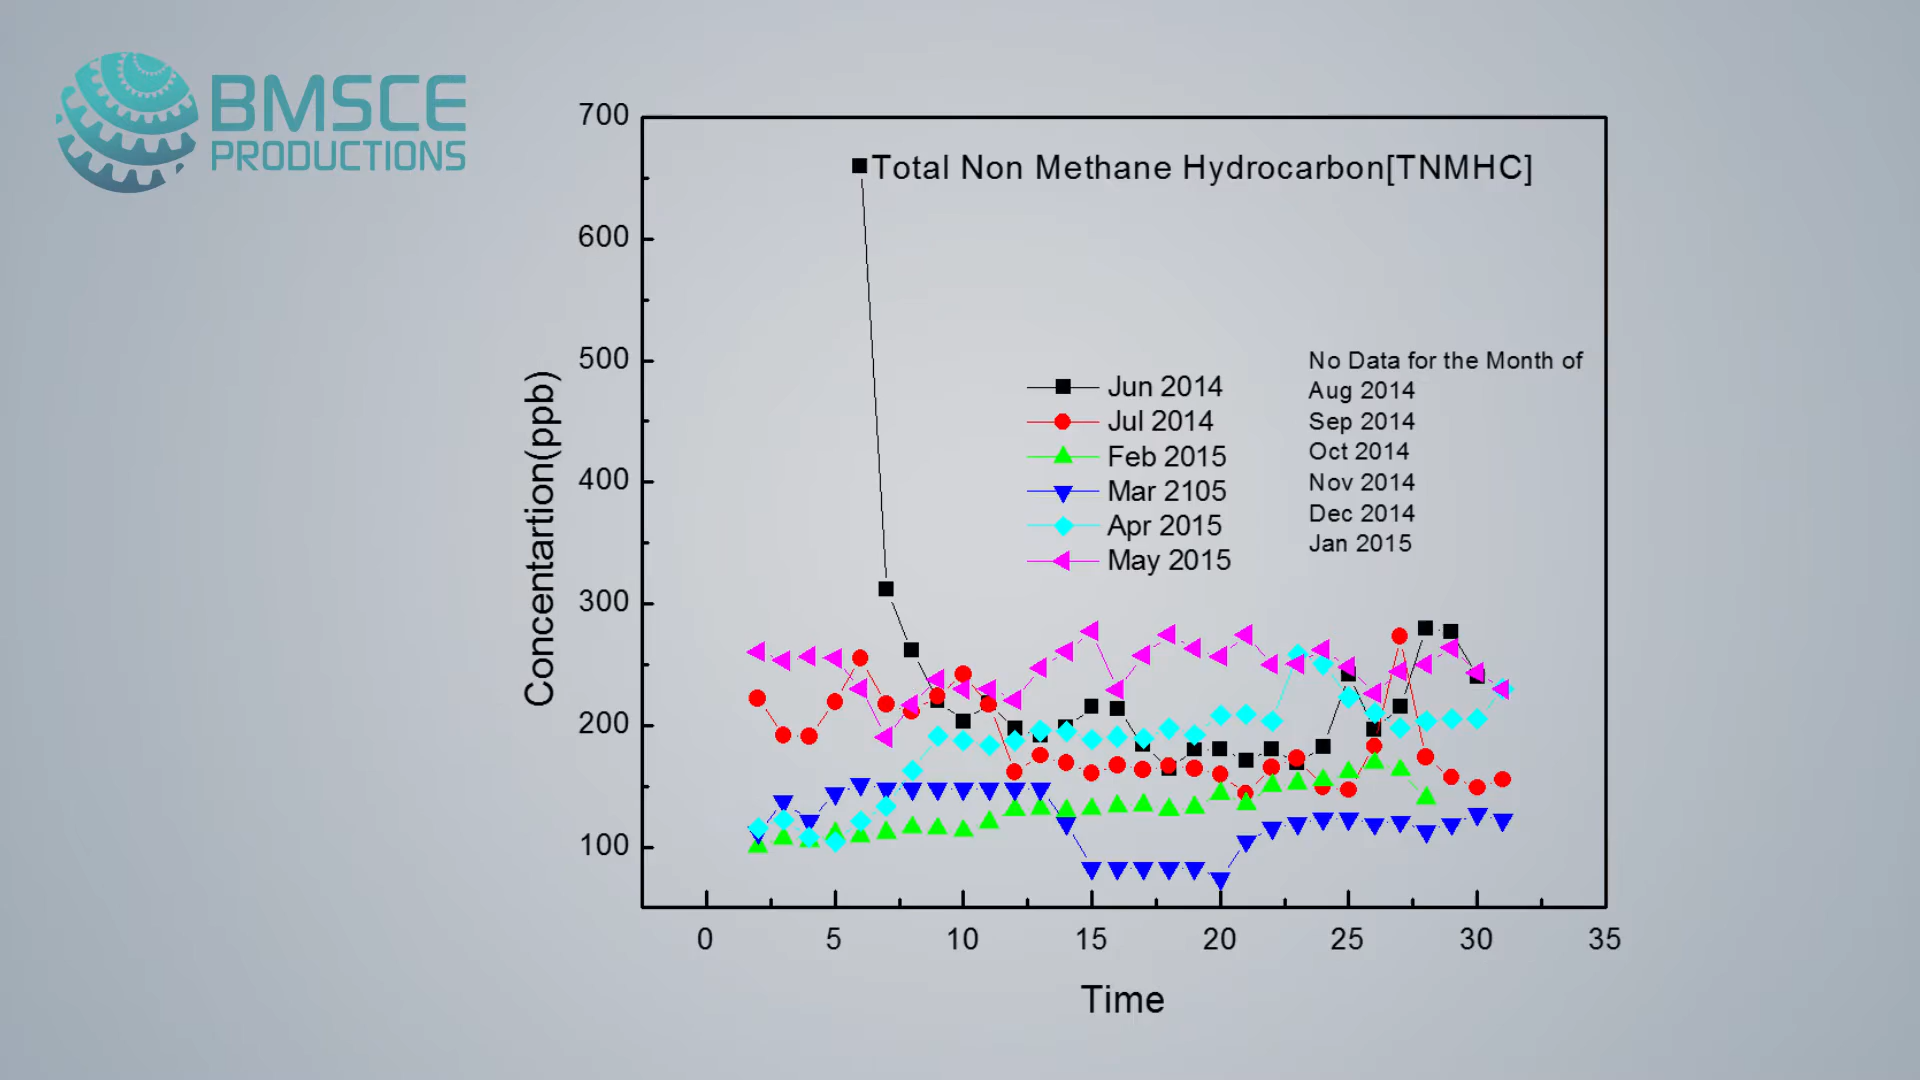 BMSCE
PRODUCTIONS
Total Non Methane Hydrocarbon[TNMHC]
Concentartion(ppb)
700
600
500
400
300
200
100
Jun 2014
Jul 2014
Feb 2015
Mar 2105
Apr 2015
May 2015
No Data for the Month of
Aug 2014
Sep 2014
Oct 2014
Nov 2014
Dec 2014
Jan 2015
0 5 10 15 20 25 30 35
Time